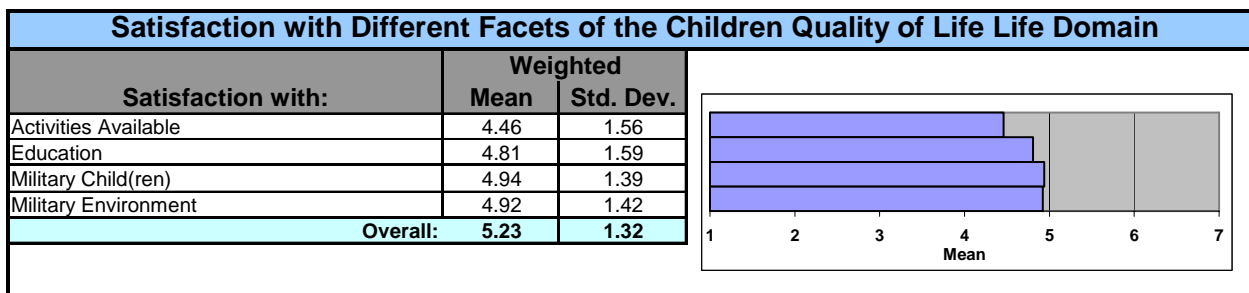 Satisfaction with Different Facets of the Children Quality of Life Life Domain
Weighted
Satisfaction with: Mean Std. Dev.
Activities Available 4.46 1.56
Education 4.81 1.59
Military Child(ren) 4.94 1.39
Military Environment 4.92 1.42
Overall: 5.23 1.32
1 2 3 4 5 6 7
Mean